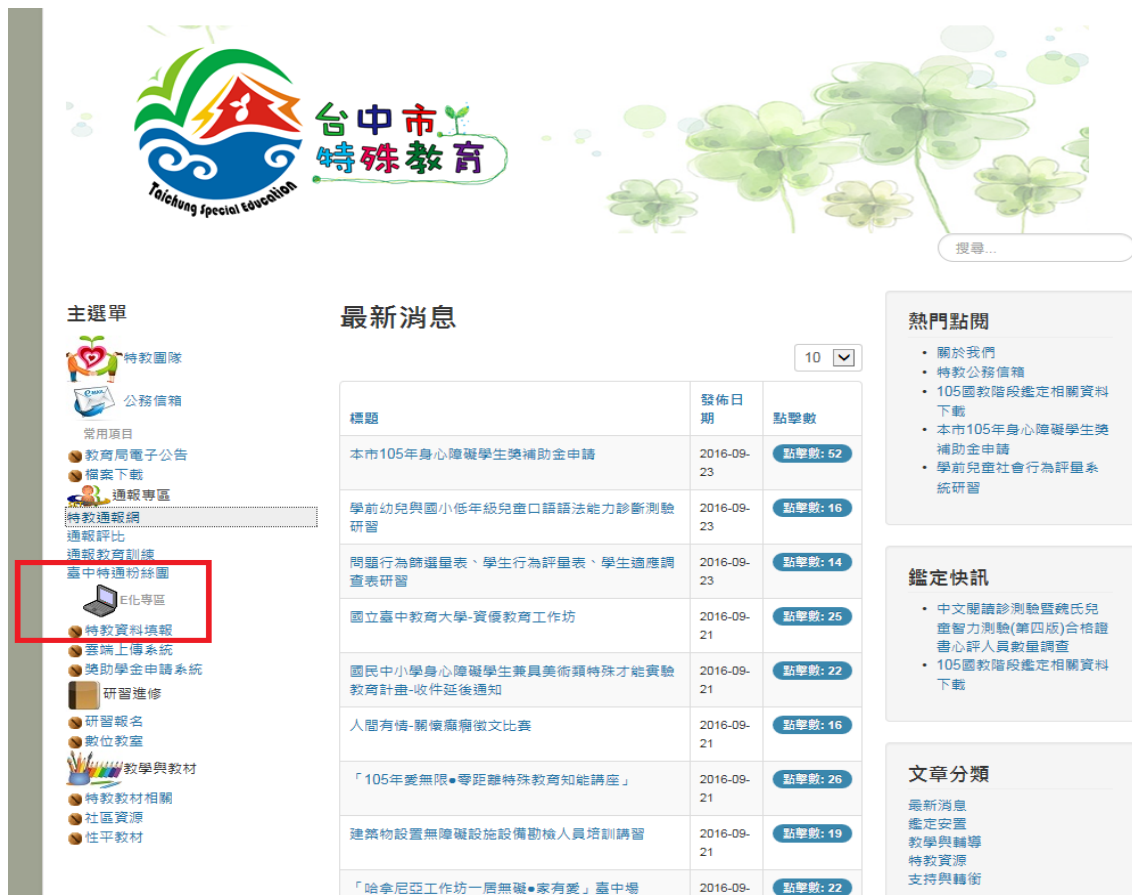 台中市
特殊教育
Taichung Special Education
搜尋...
主選單
特教團隊
公務信箱
常用項目
教育局電子公告
檔案下載
通報專區
特教通報網
通報評比
通報教育訓練
臺中特通粉絲團
E化專區
特教資料填報
雲端上傳系統
獎助學金申請系統
研習進修
研習報名
數位教室
教學與教材
特教教材相關
社區資源
性平教材
最新消息
10
標題
發佈日
期
點擊數
本市105年身心障礙學生獎補助金申請
2016-09-
23
點擊數: 52
學前幼兒與國小低年級兒童口語語法能力診斷測驗
研習
2016-09-
23
點擊數: 16
問題行為篩選量表、學生行為評量表、學生適應調
查表研習
2016-09-
23
點擊數: 14
國立臺中教育大學-資優教育工作坊
2016-09-
21
點擊數: 25
國民中小學身心障礙學生兼具美術類特殊才能實驗
教育計畫-收件延後通知
2016-09-
21
點擊數: 22
人間有情-關懷癲癇徵文比賽
2016-09-
21
點擊數: 16
「105年愛無限●零距離特殊教育知能講座」
2016-09-
21
點擊數: 26
建築物設置無障礙設施設備勘檢人員培訓講習
2016-09-
21
點擊數: 19
「哈拿尼亞工作坊一居無礙●家有愛」臺中場
2016-09-
點擊數: 22
熱門點閱
關於我們
特教公務信箱
105國教階段鑑定相關資料
下載
本市105年身心障礙學生獎
補助金申請
學前兒童社會行為評量系
統研習
鑑定快訊
中文閱讀診測驗暨魏氏兒
童智力測驗(第四版)合格證
書心評人員數量調查
105國教階段鑑定相關資料
下載
文章分類
最新消息
鑑定安置
教學與輔導
特教資源
支持與轉銜